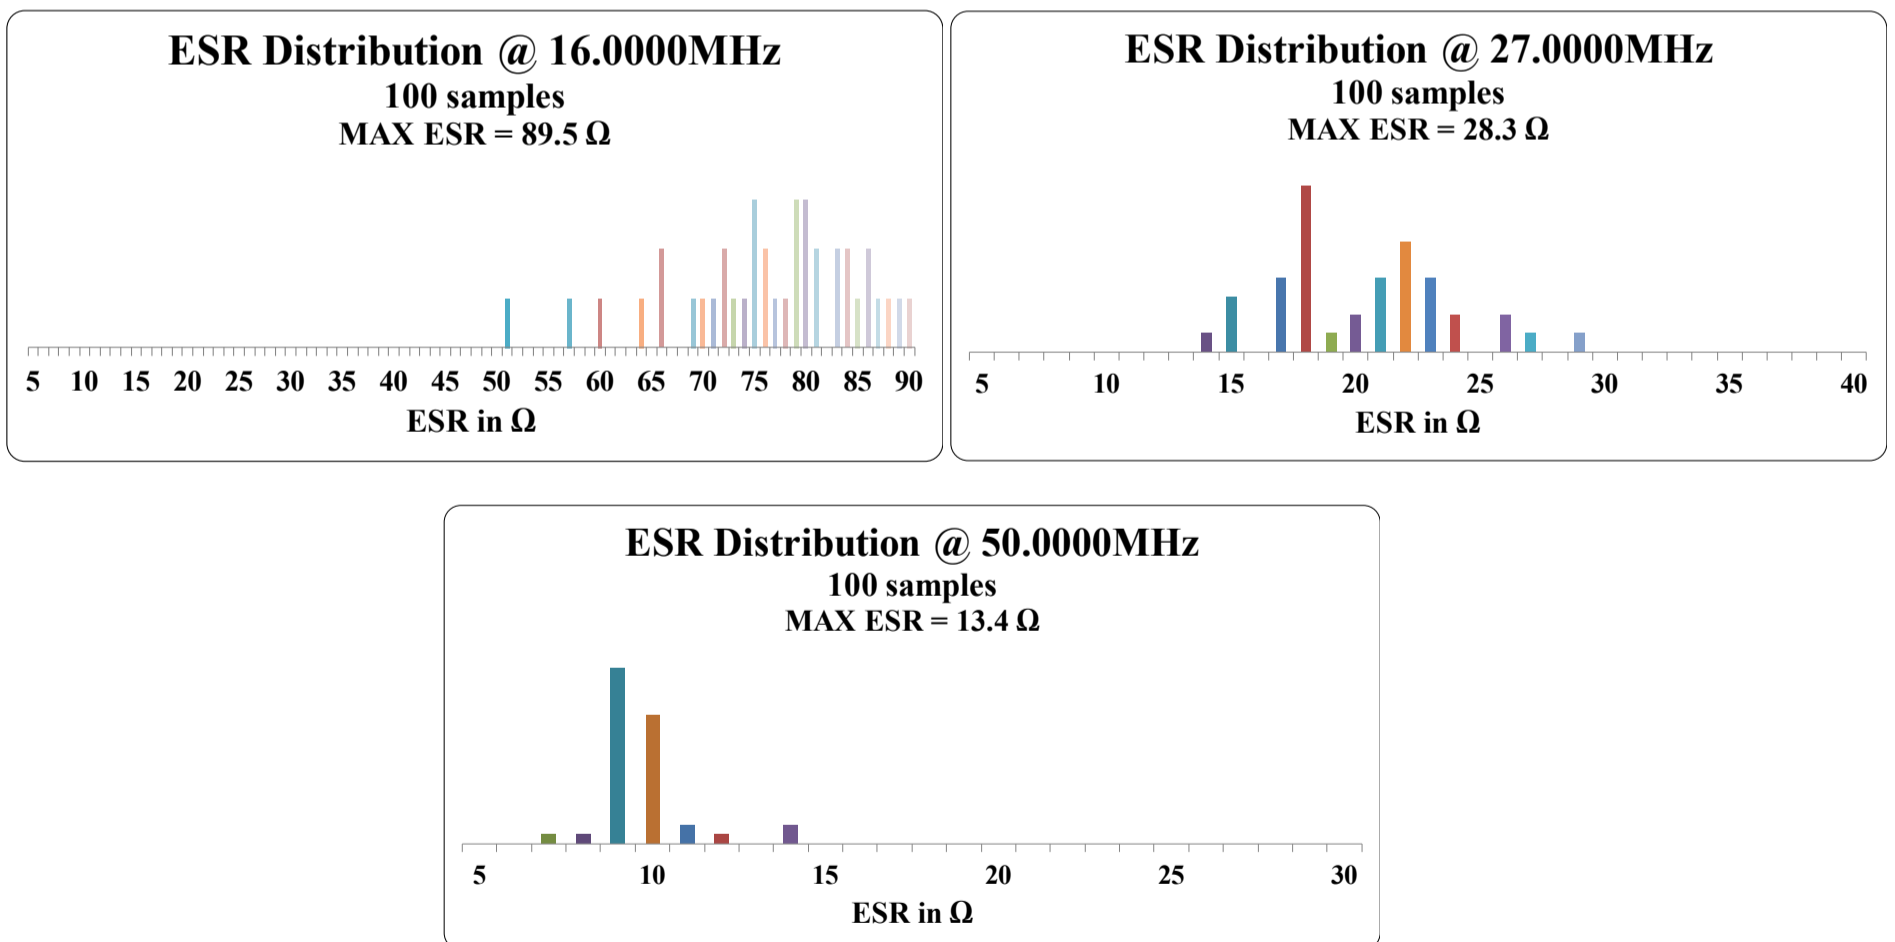 ESR Distribution @ 16.0000MHz
100 samples
MAX ESR = 89.5 Ω
5 10 15 20 25 30 35 40 45 50 55 60 65 70 75 80 85 90
ESR in Ω
ESR Distribution @ 27.0000MHz
100 samples
MAX ESR = 28.3 Ω
5 10 15 20 25 30 35 40
ESR in Ω
ESR Distribution @ 50.0000MHz
100 samples
MAX ESR = 13.4 Ω
5 10 15 20 25 30
ESR in Ω